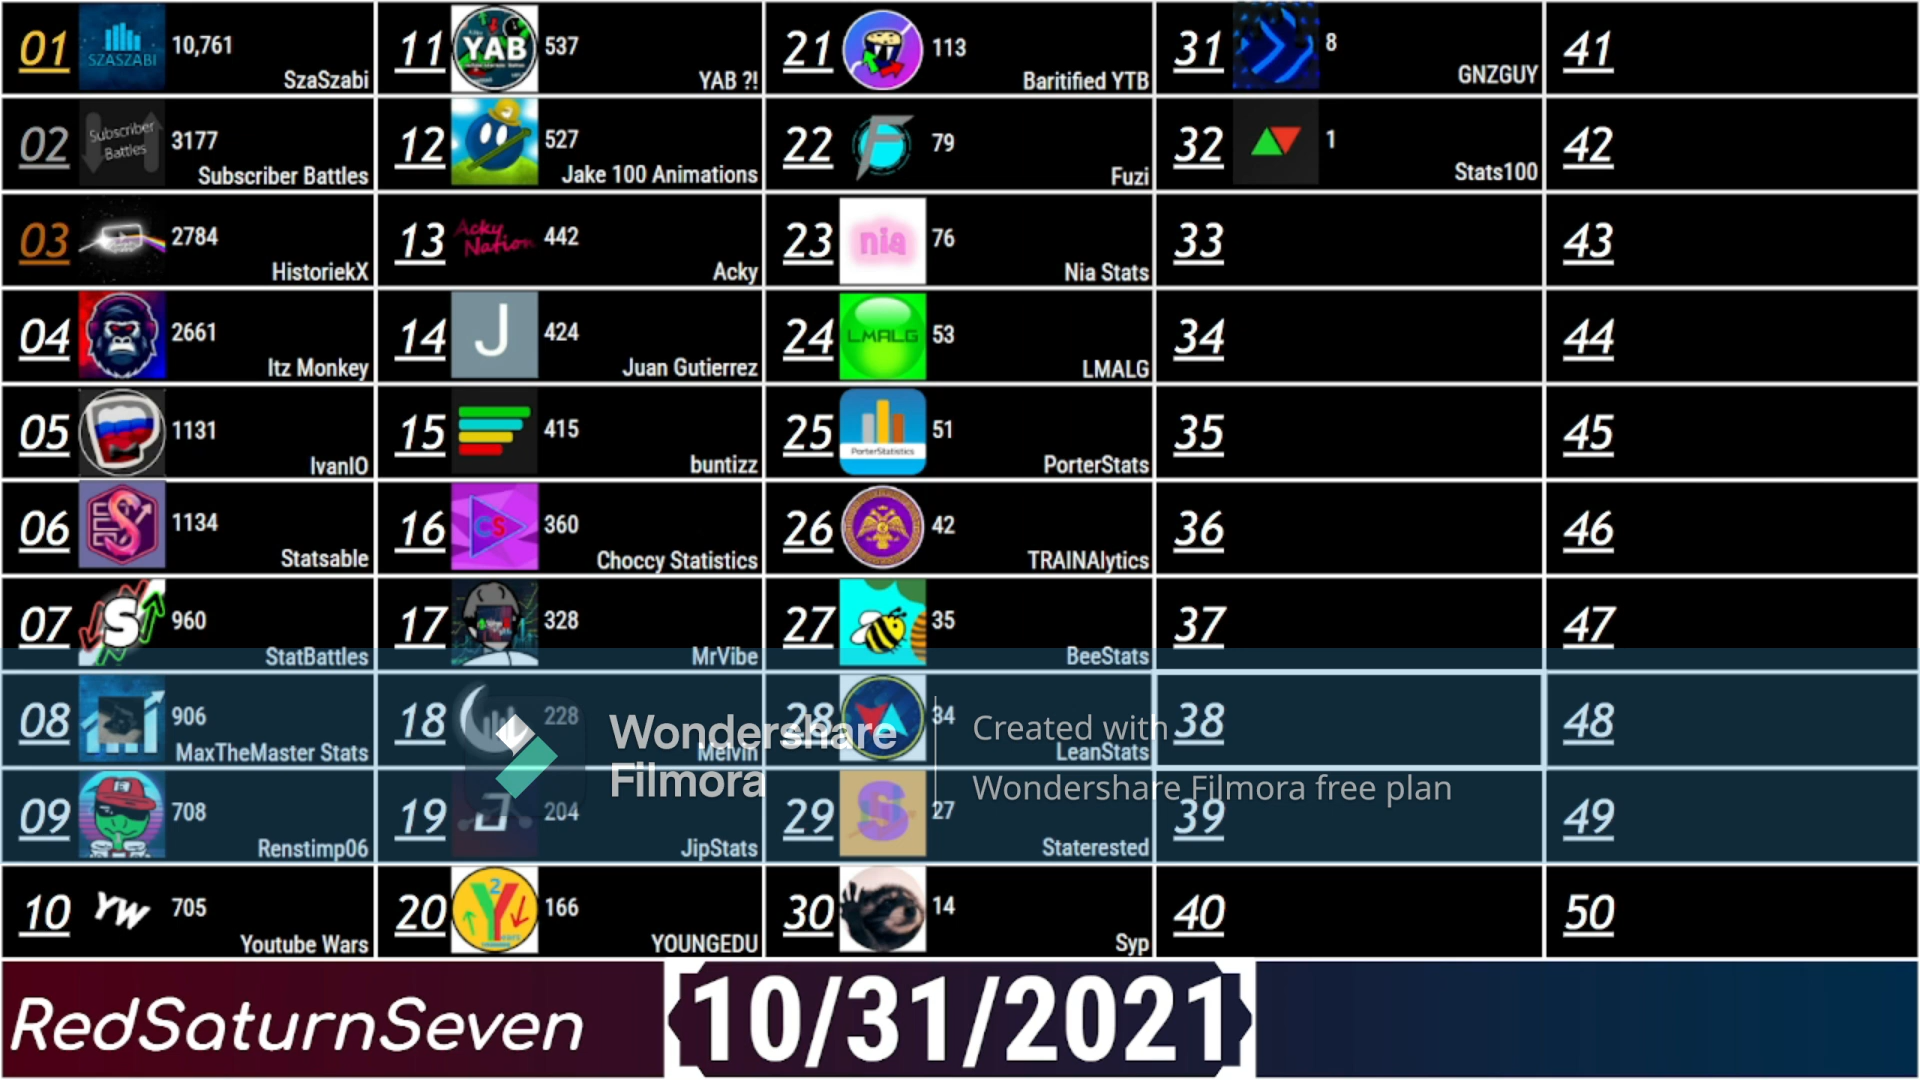 01 SZASZABI 10,761
SzaSzabi
02 Subscriber Battles 3177
Subscriber Battles
03 2784
HistoriekX
04 2661
Itz Monkey
05 1131
IvanIO
06 1134
Statsable
07 S 960
StatBattles
08 906
MaxTheMaster Stats
09 708
Renstimp06
10 YW 705
Youtube Wars
11 YAB 537
YAB ?!
12 527
Jake 100 Animations
13 Acky Nation 442
Acky
14 J 424
Juan Gutierrez
15 415
buntizz
16 CS 360
Choccy Statistics
17 328
MrVibe
18 228
Melvin
19 204
JipStats
20 166
YOUNGEDU
21 113
Baritified YTB
22 F 79
Fuzi
23 nia 76
Nia Stats
24 LMALG 53
LMALG
25 PorterStatistics 51
PorterStats
26 42
TRAINAlytics
27 35
BeeStats
28 34
LeanStats
29 S 27
Staterested
30 14
Syp
31 8
GNZGUY
32 1
Stats100
33
34
35
36
37
38
39
40
41
42
43
44
45
46
47
48
49
50
Wondershare
Filmora
Created with
Wondershare Filmora free plan
RedSaturnSeven
10/31/2021